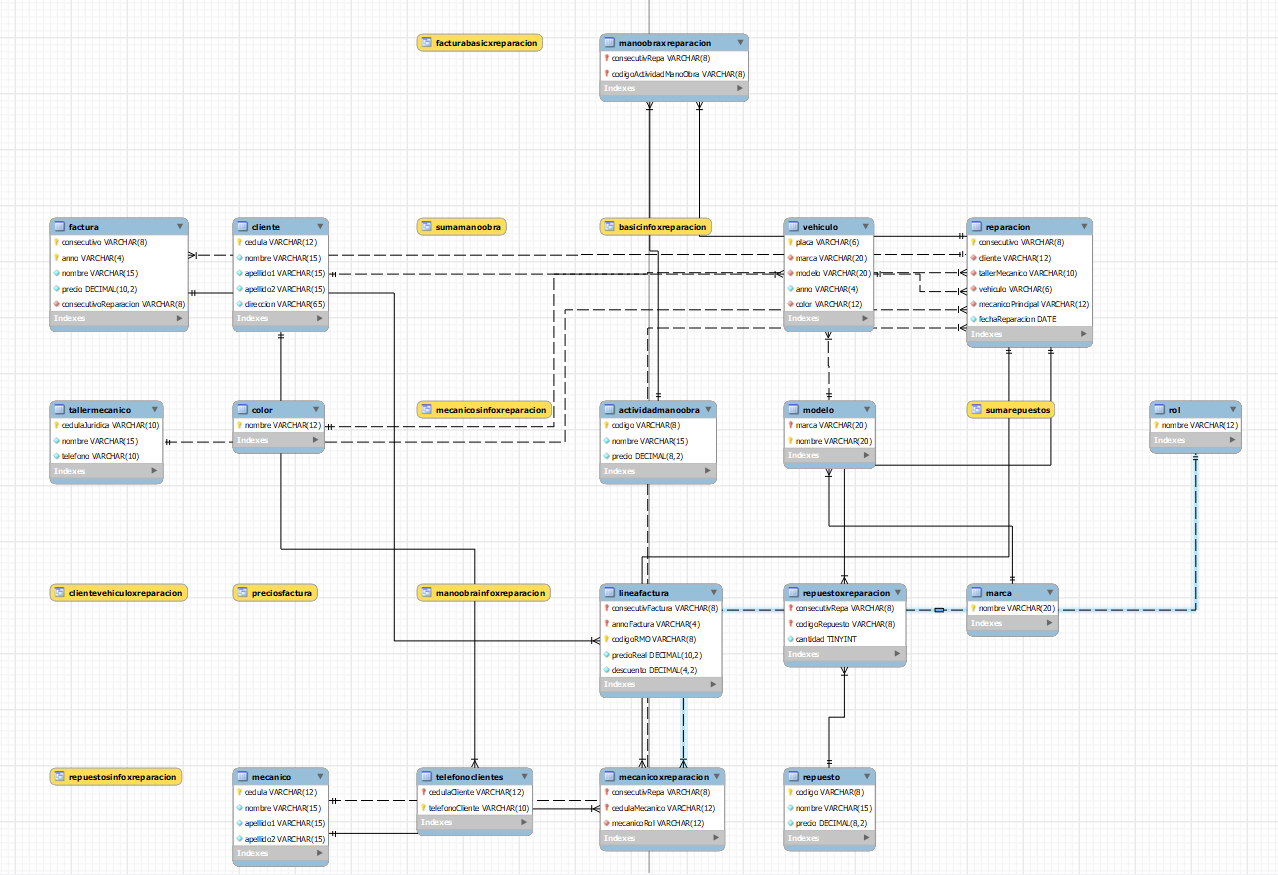 facturabasicxreparacion
manoobraxreparacion
consecutivRepa VARCHAR(8)
codigoActividadManoObra VARCHAR(8)
Indexes
factura
consecutivo VARCHAR(8)
anno VARCHAR(4)
nombre VARCHAR(15)
precio DECIMAL(10,2)
consecutivoReparacion VARCHAR(8)
Indexes
cliente
cedula VARCHAR(12)
nombre VARCHAR(15)
apellido1 VARCHAR(15)
apellido2 VARCHAR(15)
direccion VARCHAR(65)
Indexes
sumamanoobra
basicinfoxreparacion
vehiculo
placa VARCHAR(6)
marca VARCHAR(20)
modelo VARCHAR(20)
anno VARCHAR(4)
color VARCHAR(12)
Indexes
reparacion
consecutivo VARCHAR(8)
cliente VARCHAR(12)
tallerMecanico VARCHAR(10)
vehiculo VARCHAR(6)
mecanicoPrincipal VARCHAR(12)
fechaReparacion DATE
Indexes
tallermecanico
cedulaJuridica VARCHAR(10)
nombre VARCHAR(15)
telefono VARCHAR(10)
Indexes
color
nombre VARCHAR(12)
Indexes
mecanicosinfoxreparacion
actividadmanoobra
codigo VARCHAR(8)
nombre VARCHAR(15)
precio DECIMAL(8,2)
Indexes
modelo
marca VARCHAR(20)
nombre VARCHAR(20)
Indexes
sumarepuestos
rol
nombre VARCHAR(12)
Indexes
clientevehiculoxreparacion
preciosfactura
manoobrainfoxreparacion
lineafactura
consecutivFactura VARCHAR(8)
annoFactura VARCHAR(4)
codigoRMO VARCHAR(8)
precioReal DECIMAL(10,2)
descuento DECIMAL(4,2)
Indexes
repuestoxreparacion
consecutivRepa VARCHAR(8)
codigoRepuesto VARCHAR(8)
cantidad TINYINT
Indexes
marca
nombre VARCHAR(20)
Indexes
repuestosinfoxreparacion
mecanico
cedula VARCHAR(12)
nombre VARCHAR(15)
apellido1 VARCHAR(15)
apellido2 VARCHAR(15)
Indexes
telefonoclientes
cedulaCliente VARCHAR(12)
telefonoCliente VARCHAR(10)
Indexes
mecanicoxreparacion
consecutivRepa VARCHAR(8)
cedulaMecanico VARCHAR(12)
mecanicoRol VARCHAR(12)
Indexes
repuesto
codigo VARCHAR(8)
nombre VARCHAR(15)
precio DECIMAL(8,2)
Indexes